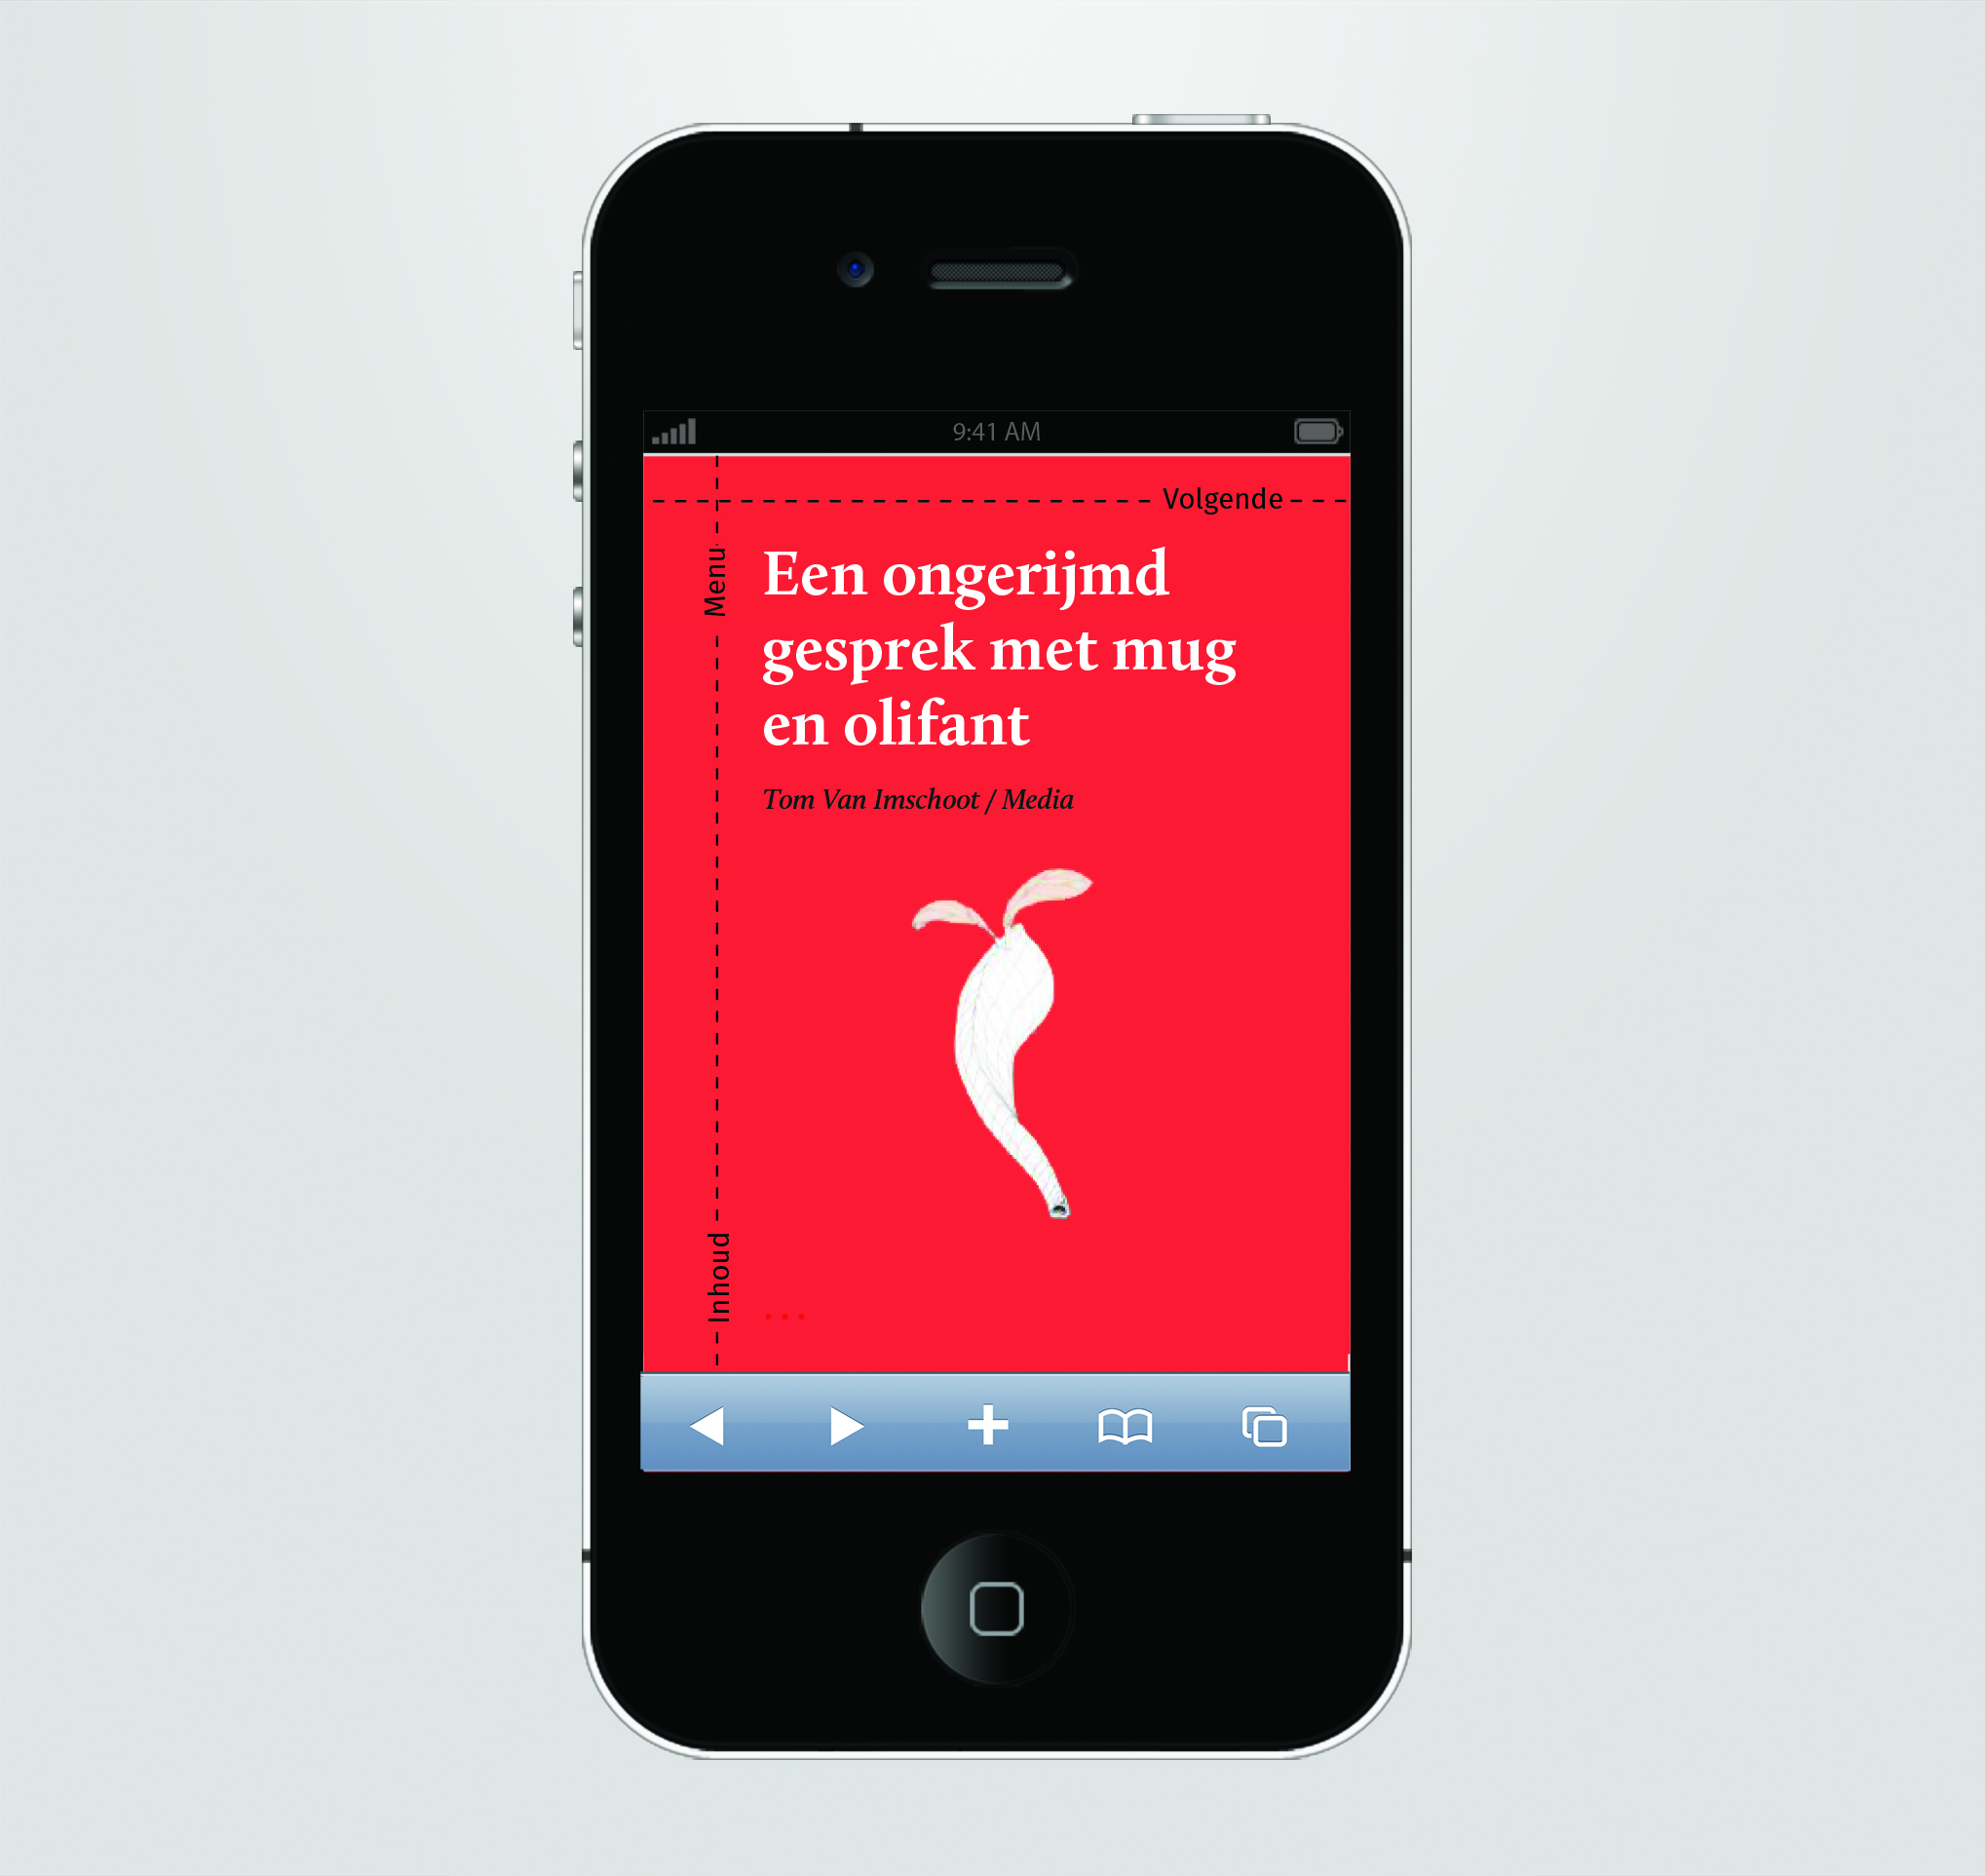 9:41 AM
Volgende
Menu
Een ongerijmd
gesprek met mug
en olifant
Tom Van Imschoot / Media
Inhoud
...